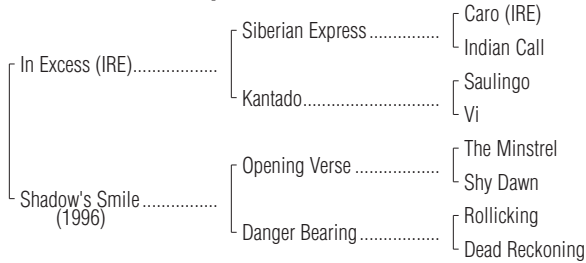 Caro (IRE)
Siberian Express...............
Indian Call
In Excess (IRE).................
Saulingo
Kantado............................
Vi
The Minstrel
Opening Verse .................
Shy Dawn
Shadow's Smile ...............
(1996)
Rollicking
Danger Bearing................
Dead Reckoning